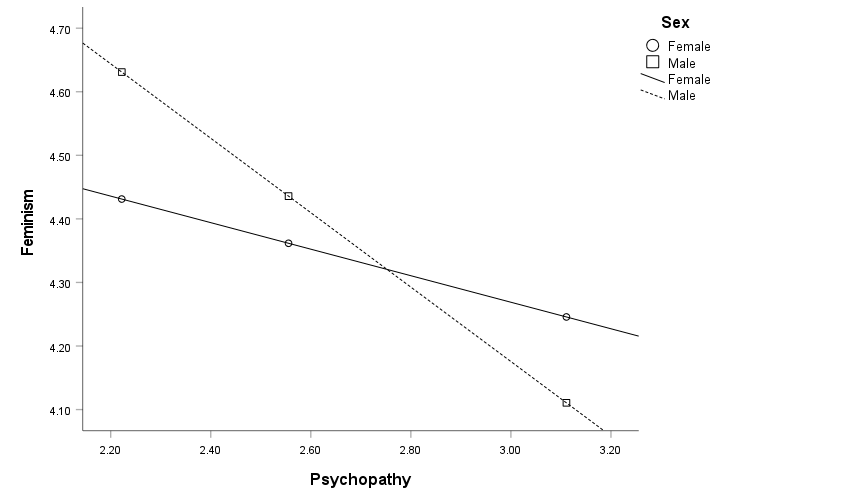 Sex
Female
Male
Female
Male
4.70
4.60
4.50
4.40
4.30
4.20
4.10
Feminism
2.20 2.40 2.60 2.80 3.00 3.20
Psychopathy